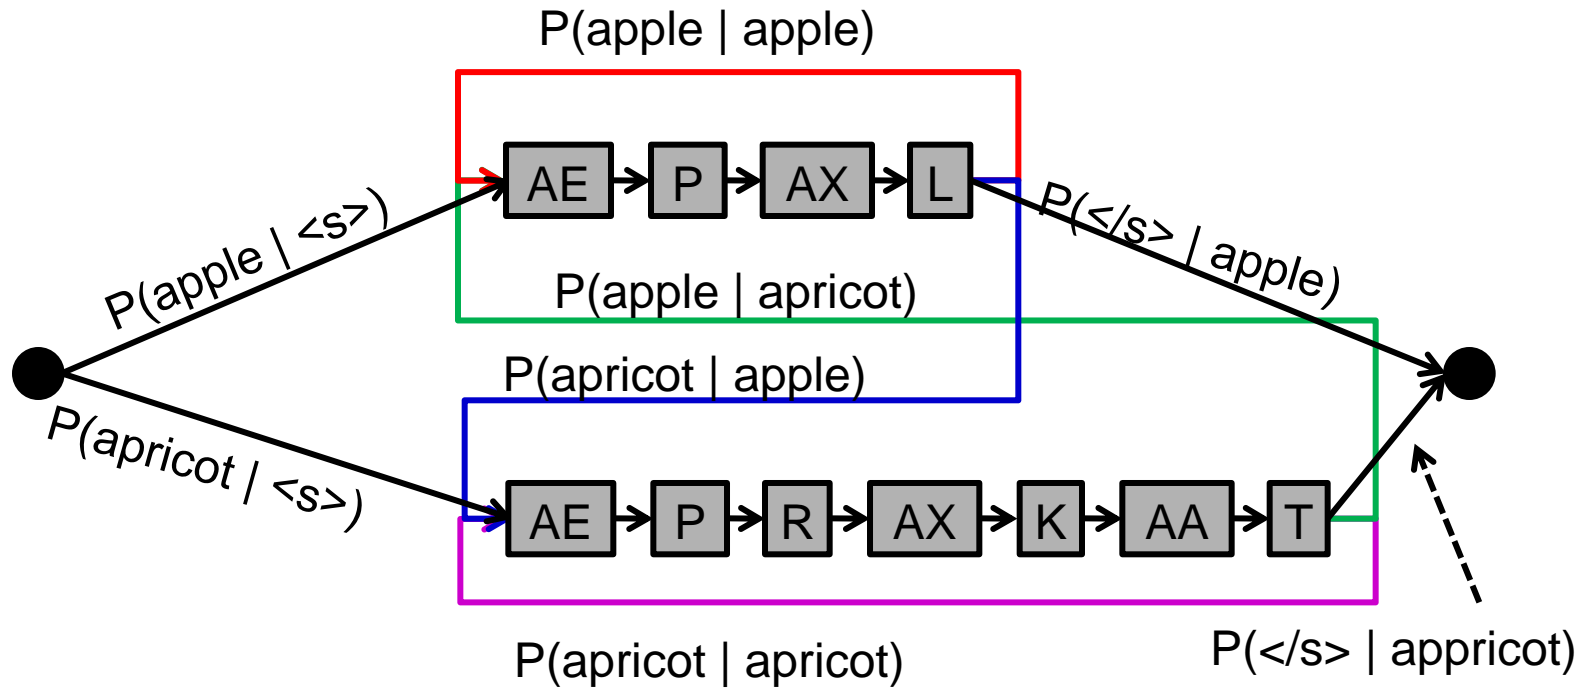 P(apple | apple)
AE P AX L
P(apple | <s>)
P(</s> | apple)
P(apple | apricot)
P(apricot | apple)
P(apricot | <s>)
AE P R AX K AA T
P(</s> | appricot)
P(apricot | apricot)